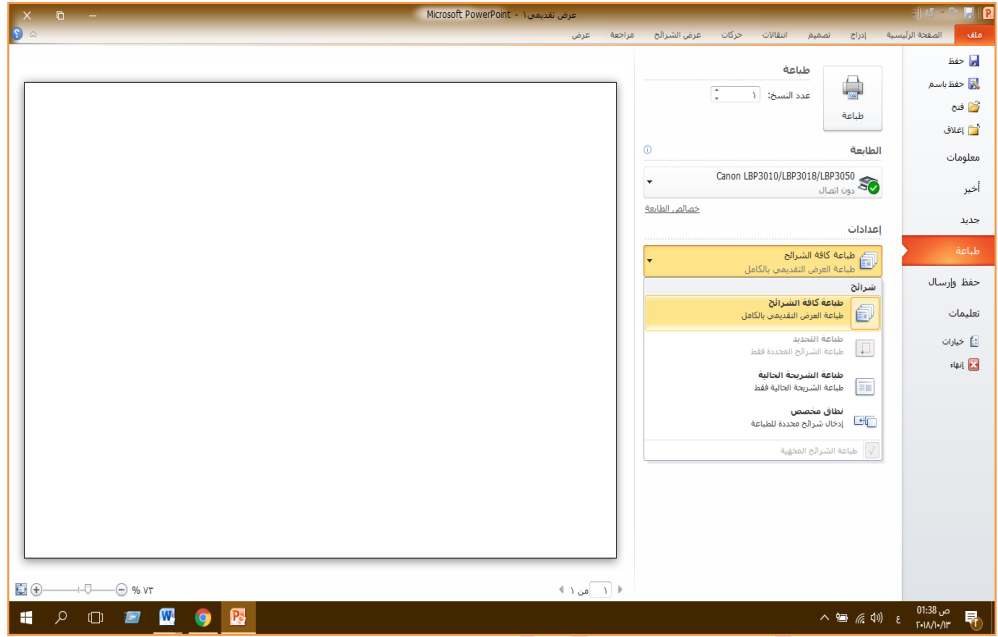 عرض تقديمي١ - Microsoft PowerPoint
ملف
الصفحة الرئيسية
إدراج
تصميم
انتقالات
حركات
عرض الشرائح
مراجعة
عرض
حفظ
حفظ باسم
فتح
إغلاق
معلومات
أخير
جديد
طباعة
حفظ وإرسال
تعليمات
خيارات
إنهاء
طباعة
عدد النسخ: ١
طباعة
الطابعة
Canon LBP3010/LBP3018/LBP3050
دون اتصال
خصائص الطابعة
إعدادات
طباعة كافة الشرائح
طباعة العرض التقديمي بالكامل
شرائح
طباعة كافة الشرائح
طباعة العرض التقديمي بالكامل
طباعة التحديد
طباعة الشرائح المحددة فقط
طباعة الشريحة الحالية
طباعة الشريحة الحالية فقط
نطاق مخصص
إدخال شرائح محددة للطباعة
طباعة الشرائح المخفية
١ من ١
٧٣ %
ع
01:38 ص
٢٠١٨/١٠/١٣
٢